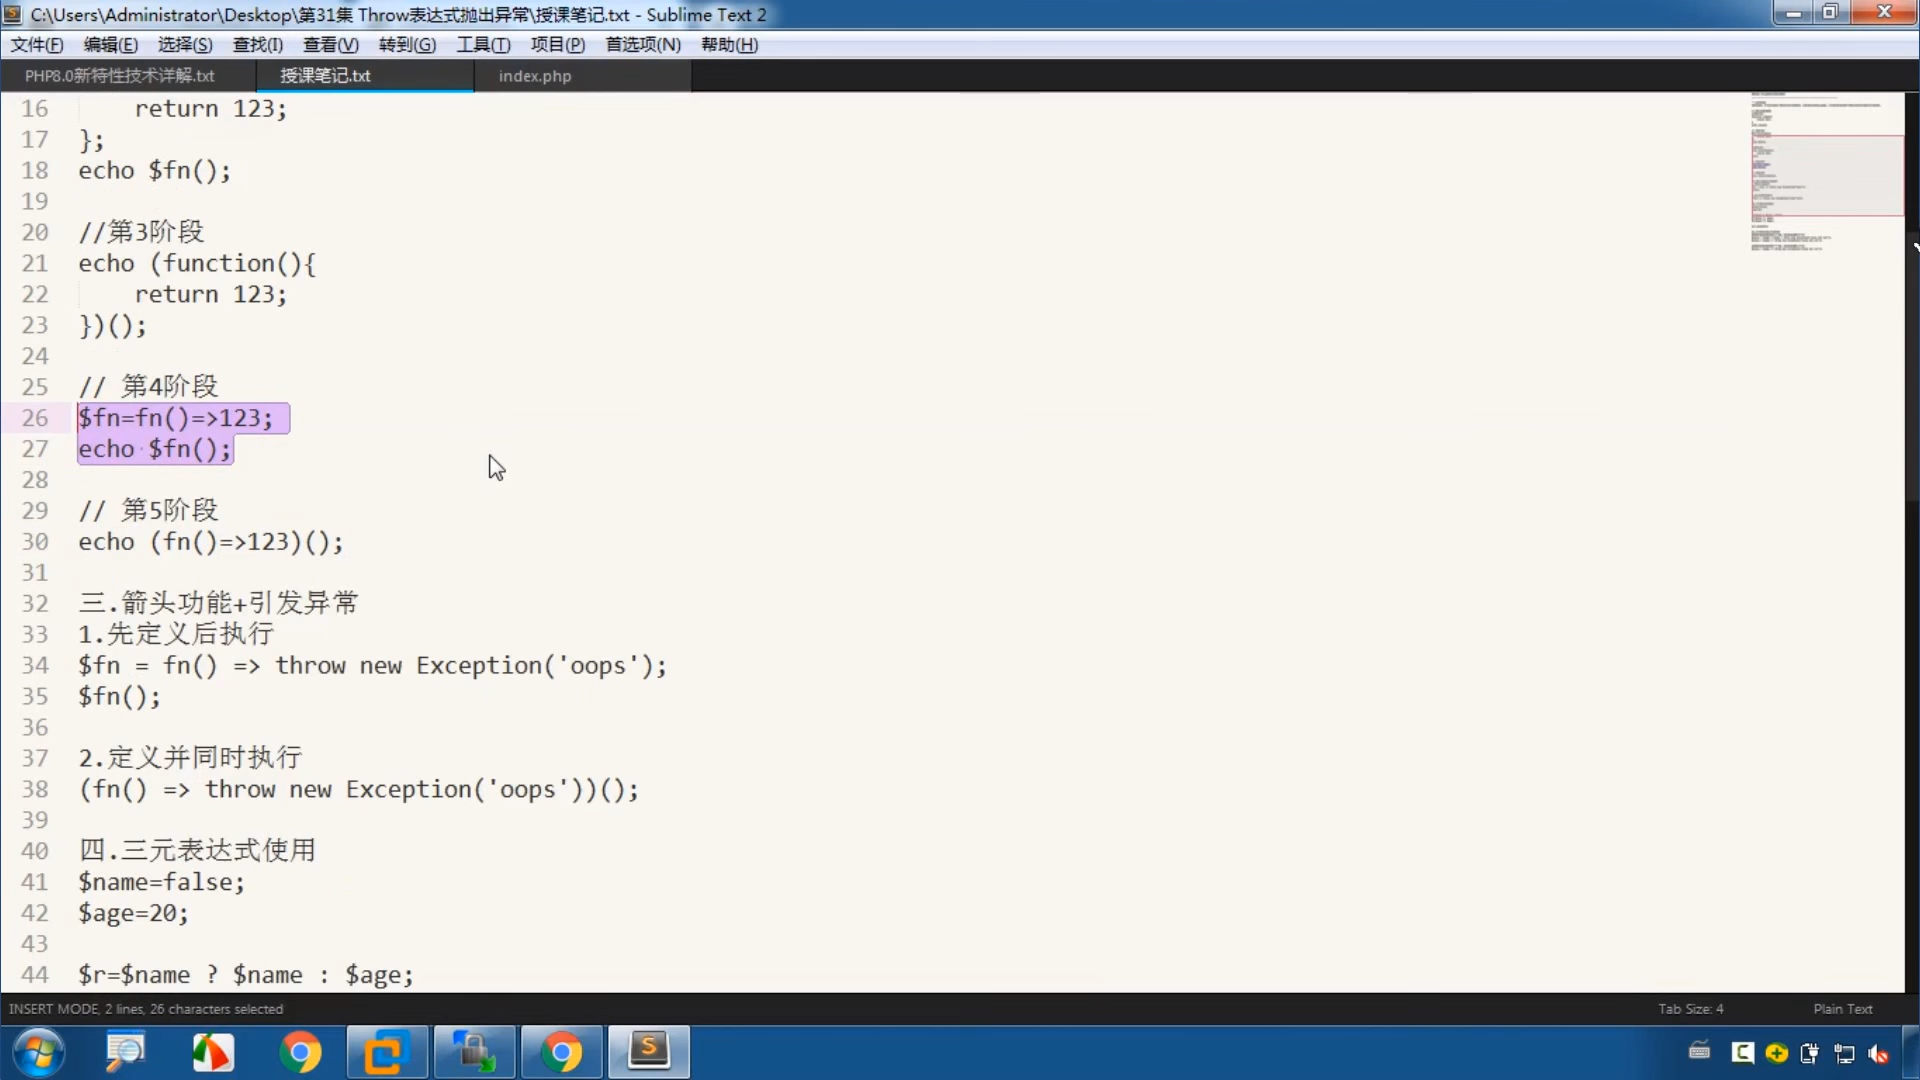 C:\Users\Administrator\Desktop\第31集 Throw表达式抛出异常\授课笔记.txt - Sublime Text 2
文件(F) 编辑(E) 选择(S) 查找(I) 查看(V) 转到(G) 工具(T) 项目(P) 首选项(N) 帮助(H)
PHP8.0新特性技术详解.txt 授课笔记.txt index.php
16 return 123;
17 };
18 echo $fn();
19
20 //第3阶段
21 echo (function(){
22 return 123;
23 })();
24
25 // 第4阶段
26 $fn=fn()=>123;
27 echo $fn();
28
29 // 第5阶段
30 echo (fn()=>123)();
31
32 三.箭头功能+引发异常
33 1.先定义后执行
34 $fn = fn() => throw new Exception('oops');
35 $fn();
36
37 2.定义并同时执行
38 (fn() => throw new Exception('oops'))();
39
40 四.三元表达式使用
41 $name=false;
42 $age=20;
43
44 $r=$name ? $name : $age;
INSERT MODE, 2 lines, 26 characters selected Tab Size: 4 Plain Text